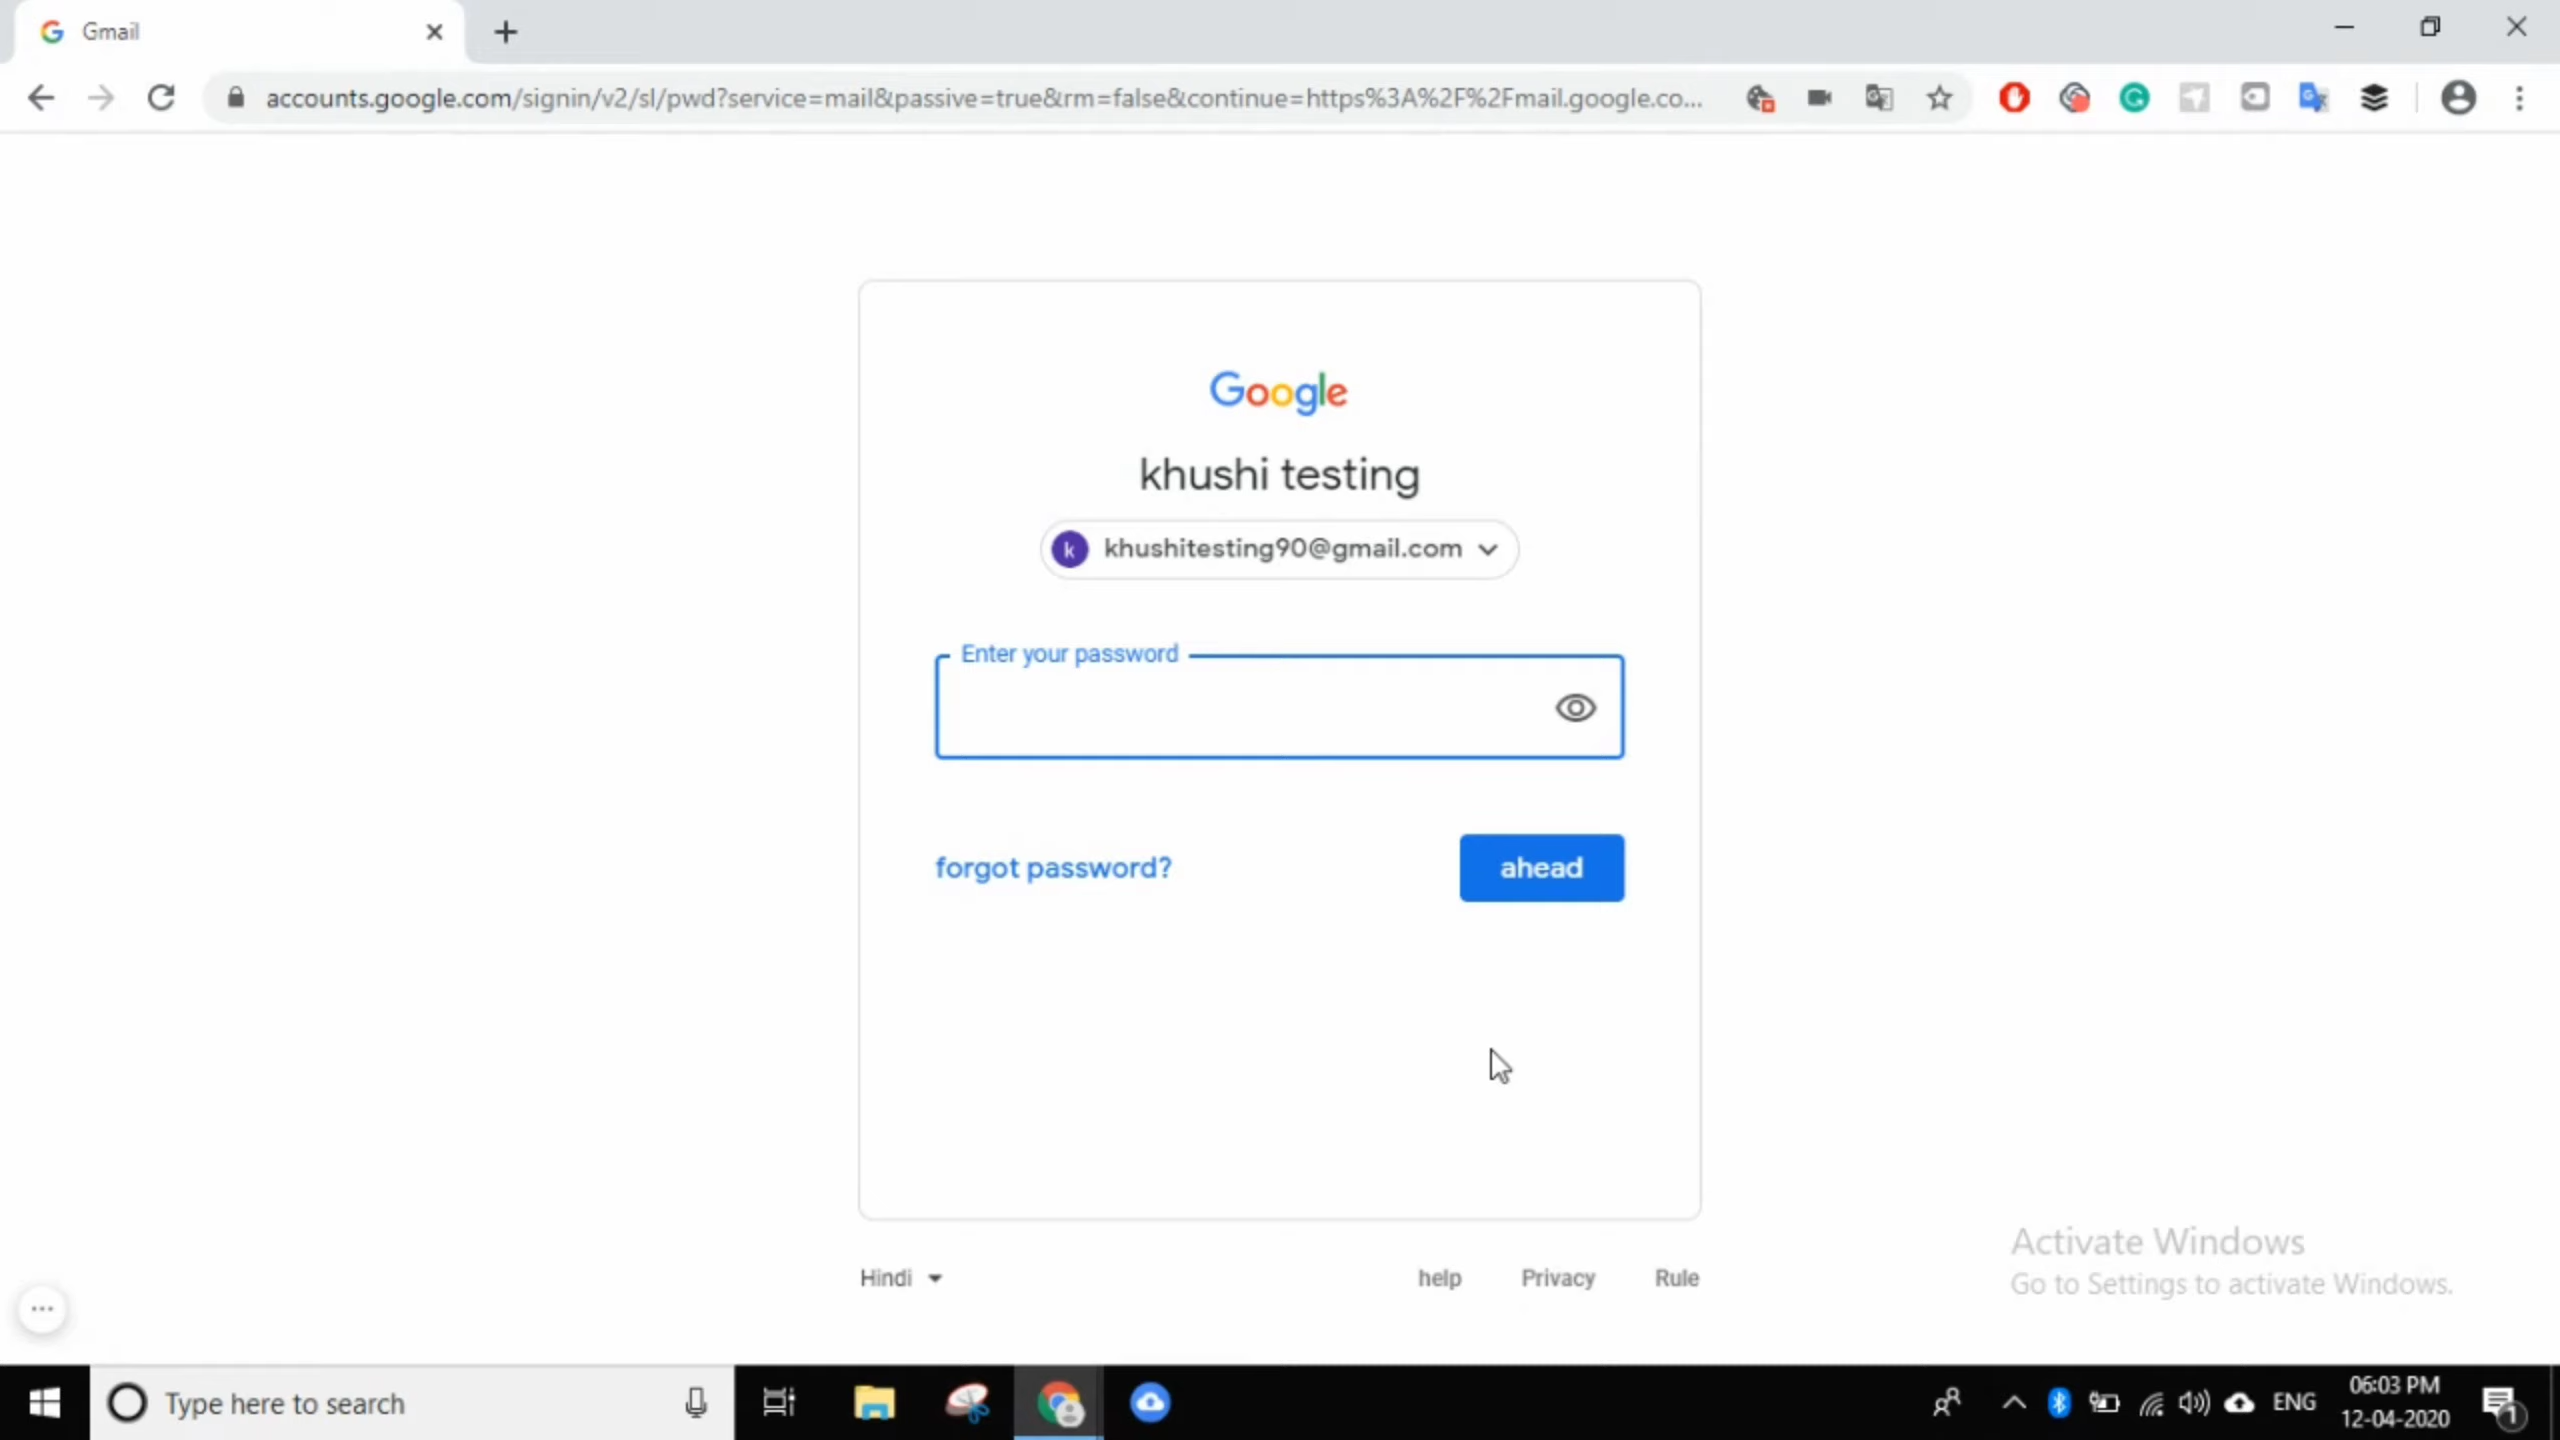 Gmail
accounts.google.com/signin/v2/sl/pwd?service=mail&passive=true&rm=false&continue=https%3A%2F%2Fmail.google.co...
Google
khushi testing
k khushitesting90@gmail.com
Enter your password
forgot password?
ahead
Hindi
help
Privacy
Rule
Activate Windows
Go to Settings to activate Windows.
Type here to search
ENG
06:03 PM
12-04-2020
1